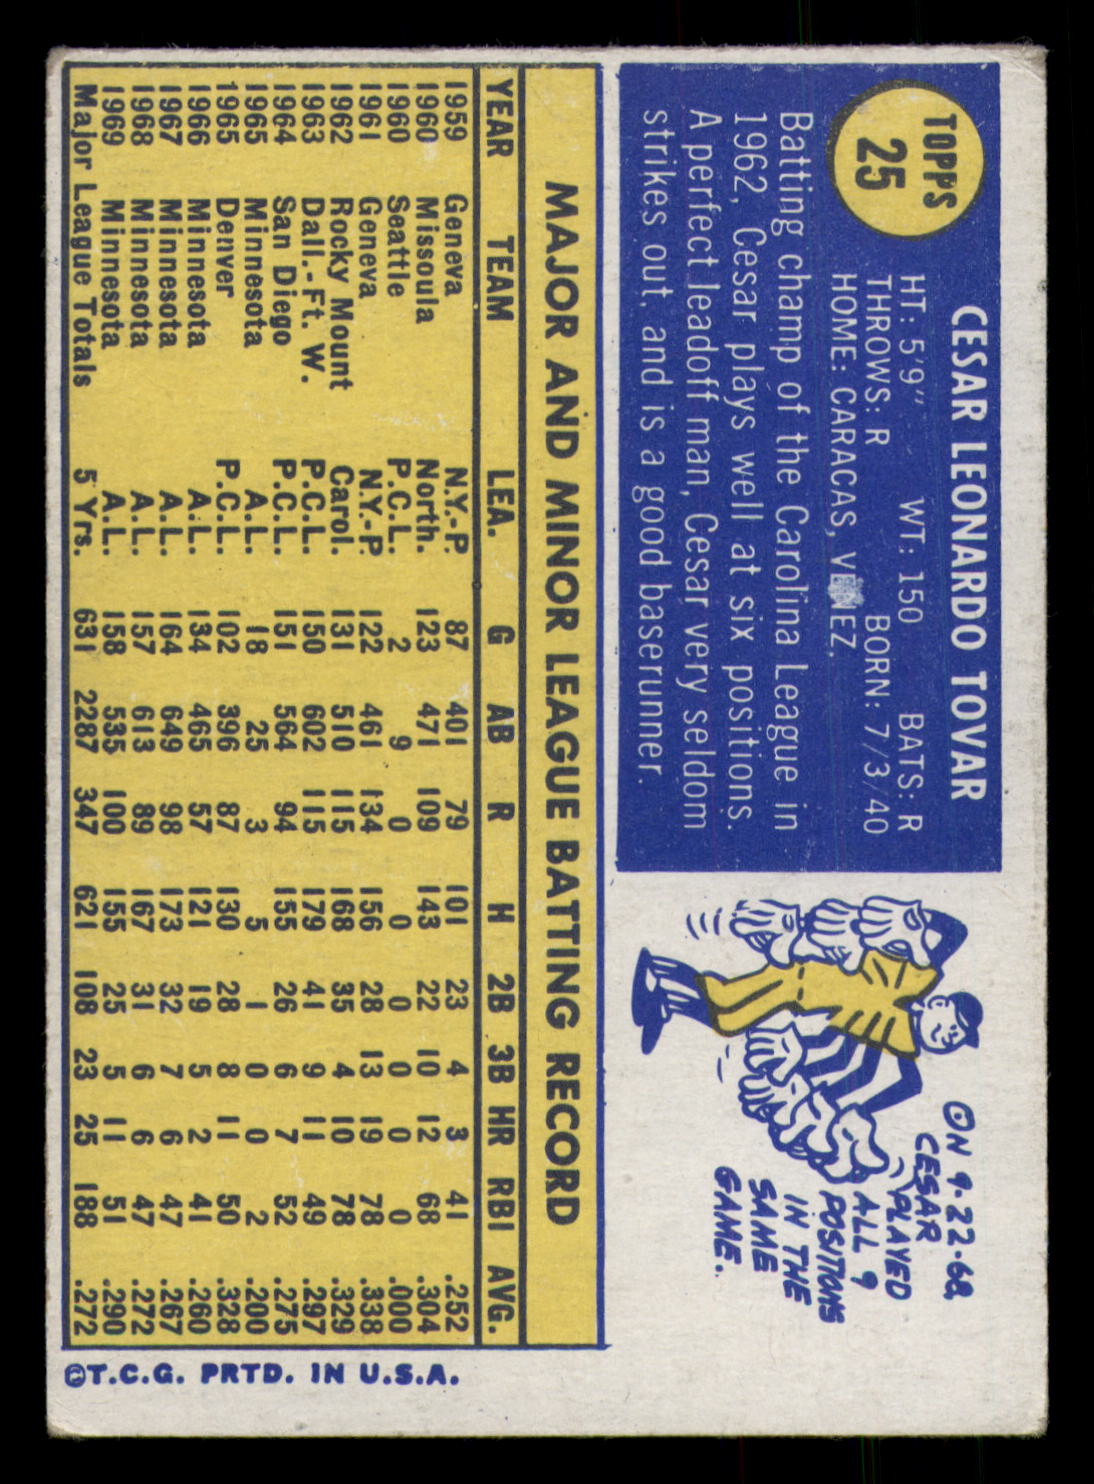 TOPPS
25
CESAR LEONARDO TOVAR
HT: 5'9" WT: 150 BATS: R
THROWS: R BORN: 7/3/40
HOME: CARACAS, VENEZ.
Batting champ of the Carolina League in
1962, Cesar plays well at six positions.
A perfect leadoff man, Cesar very seldom
strikes out, and is a good baserunner.
ON 9-22-68,
CESAR
PLAYED
ALL 9
POSITIONS
IN THE
SAME
GAME.
MAJOR AND MINOR LEAGUE BATTING RECORD
YEAR TEAM LEA. G AB R H 2B 3B HR RBI AVG.
1959 Geneva N.Y.-P. 87 401 79 101 23 4 3 41 .252
1960 Missoula North. 123 471 109 143 22 10 12 68 .304
1960 Seattle P.C.L. 2 9 0 0 0 0 0 0 .000
1961 Geneva N.Y.-P. 122 461 134 156 28 13 19 78 .338
1962 Rocky Mount Carol. 131 510 115 168 35 4 10 78 .329
1963 Dall.-Ft. W. P.C.L. 150 602 115 179 41 9 11 49 .297
1964 San Diego P.C.L. 151 564 94 155 26 6 7 52 .275
1965 Minnesota A.L. 18 25 3 5 1 0 0 2 .200
1965 Denver P.C.L. 102 396 87 130 28 8 11 50 .328
1966 Minnesota A.L. 134 465 57 121 19 5 2 41 .260
1967 Minnesota A.L. 164 649 98 173 32 7 6 47 .267
1968 Minnesota A.L. 157 613 89 167 31 6 6 47 .272
1969 Minnesota A.L. 158 535 100 155 25 5 11 51 .290
Major League Totals 5 Yrs. 631 2287 347 621 108 23 25 188 .272
©T.C.G. PRTD. IN U.S.A.